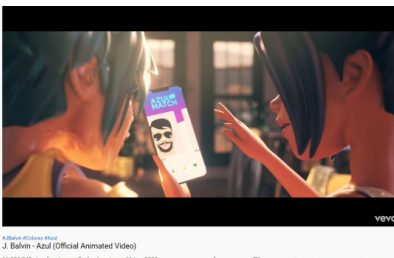 AZUL
MATCH
vevo
#JBalvin #Colores #Azul
J. Balvin - Azul (Official Animated Video)